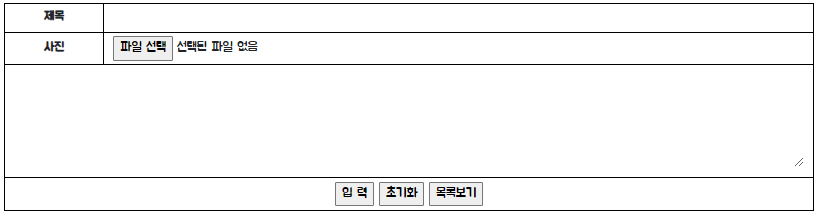 제목
사진 파일 선택 선택된 파일 없음
입 력 초기화 목록보기